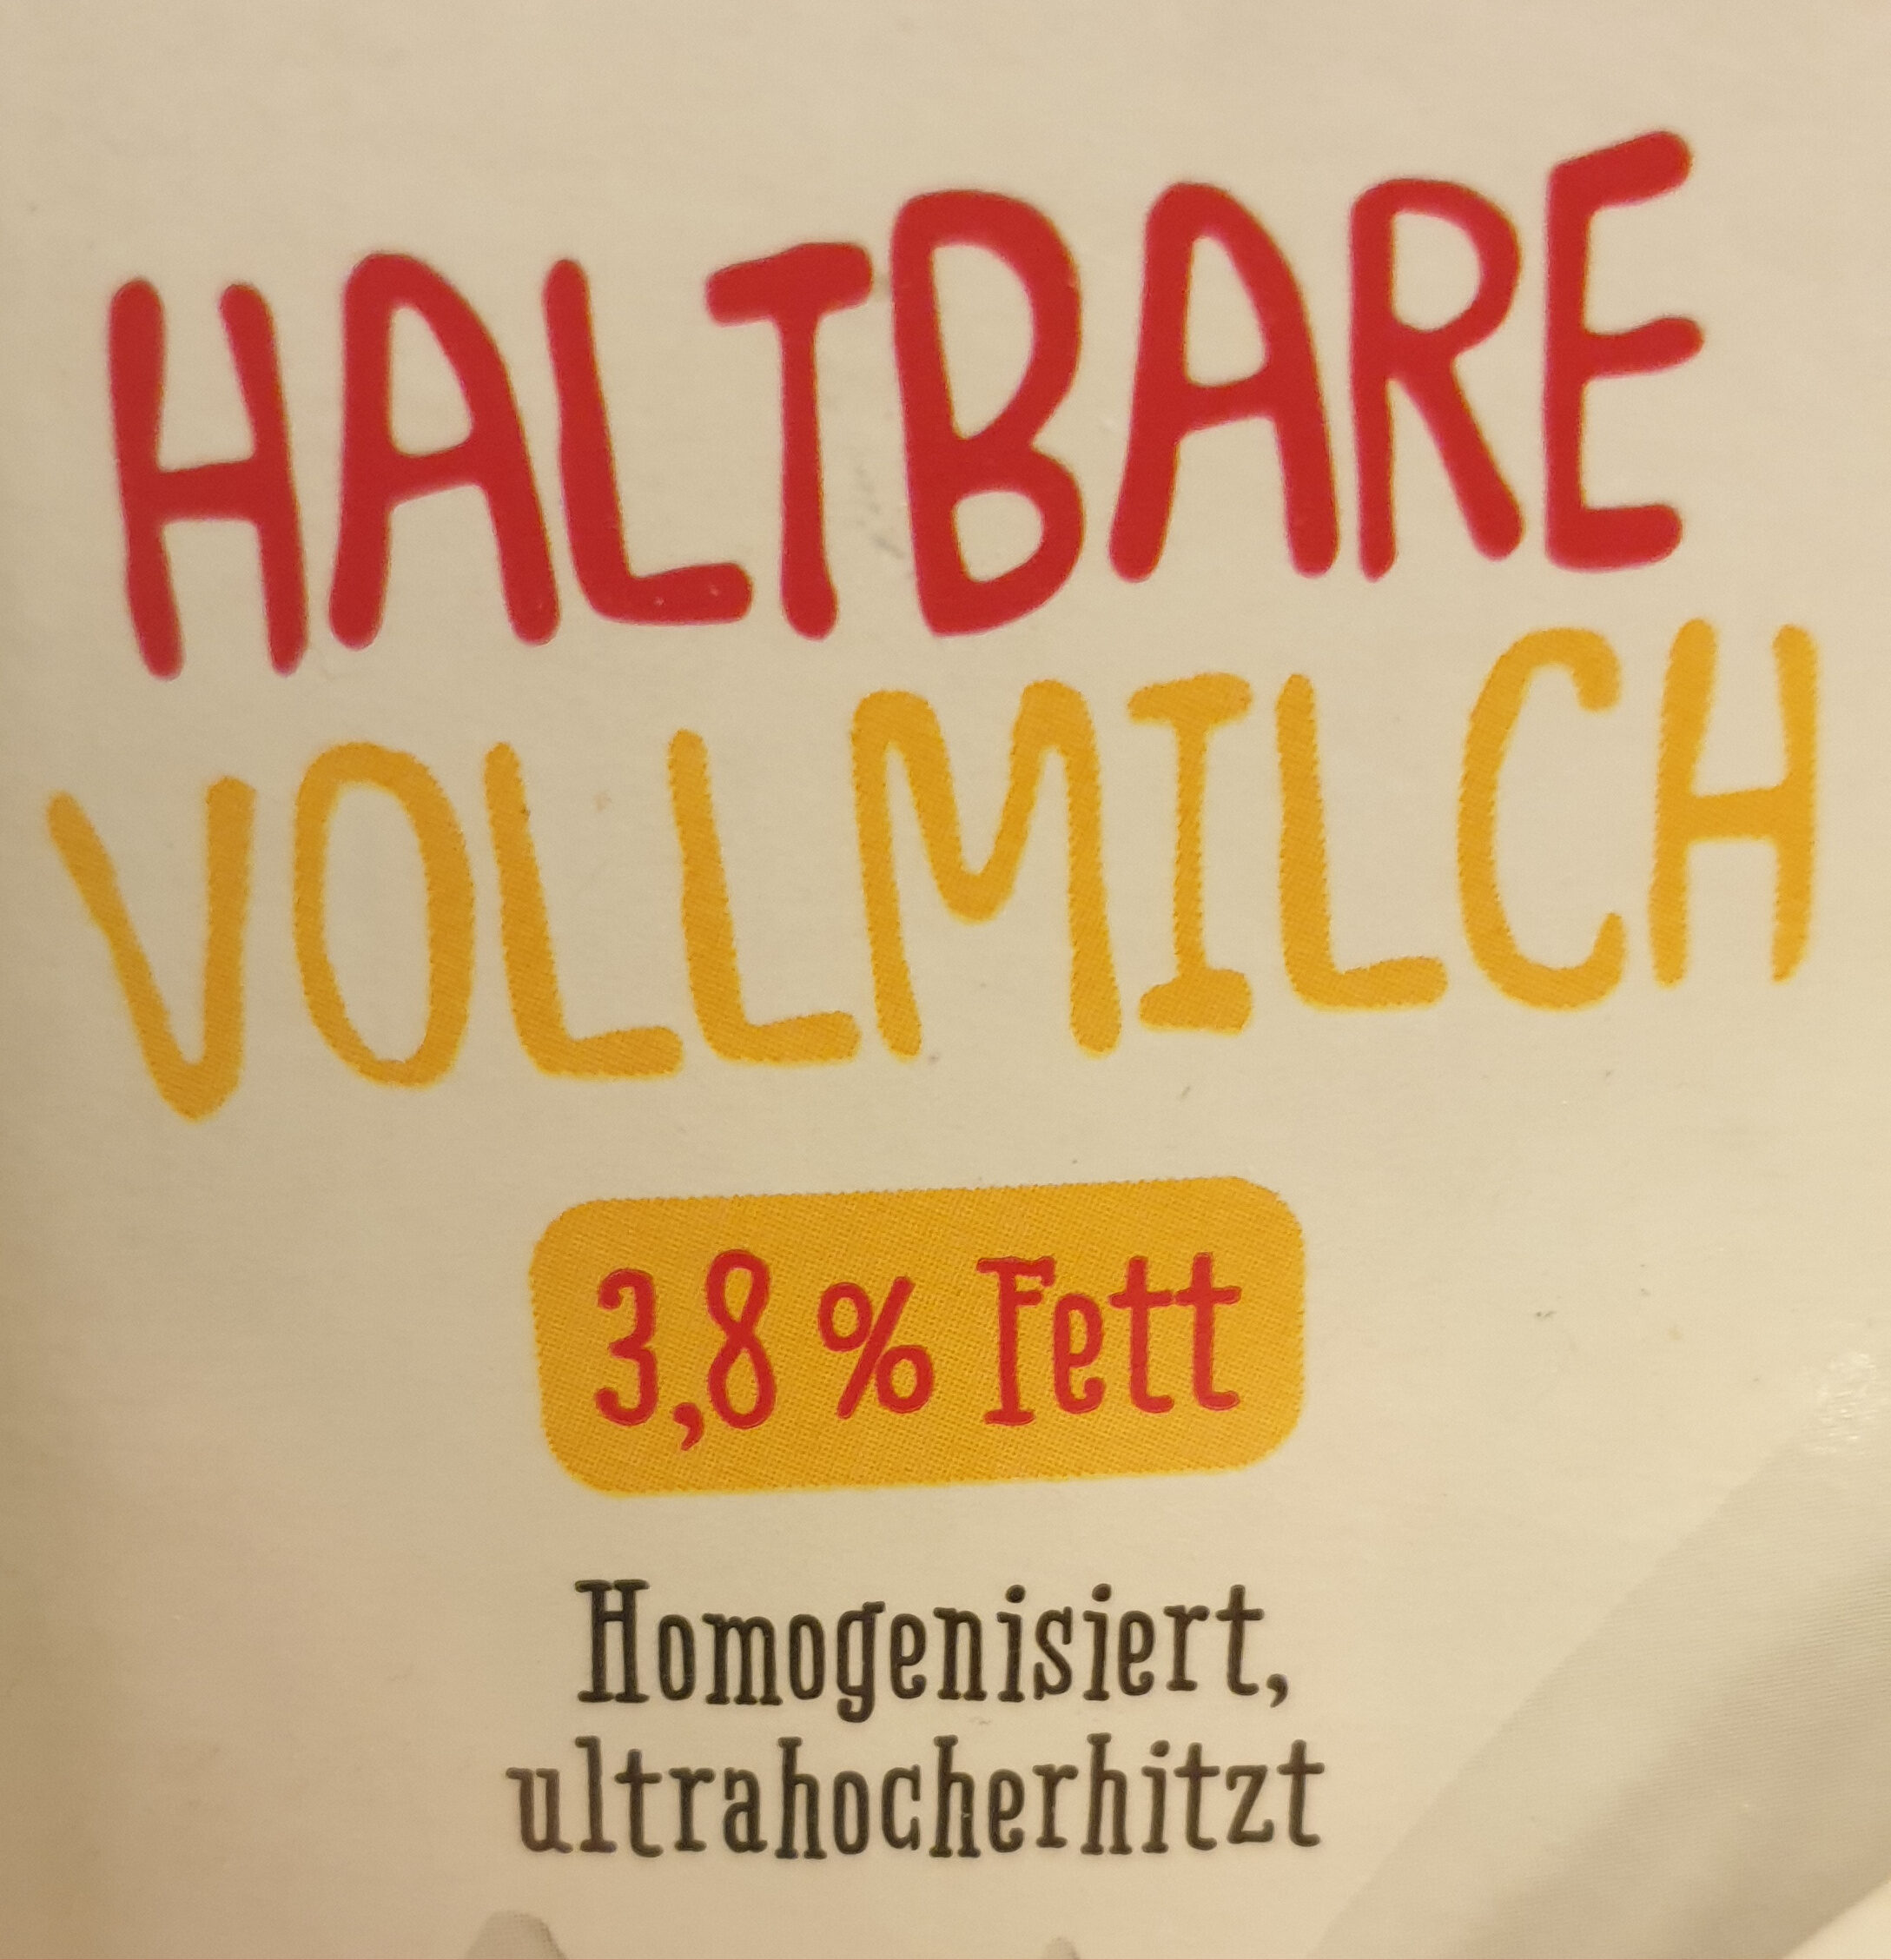 HALTBARE
VOLLMILCH
3,8 % Fett
Homogenisiert,
ultrahocherhitzt